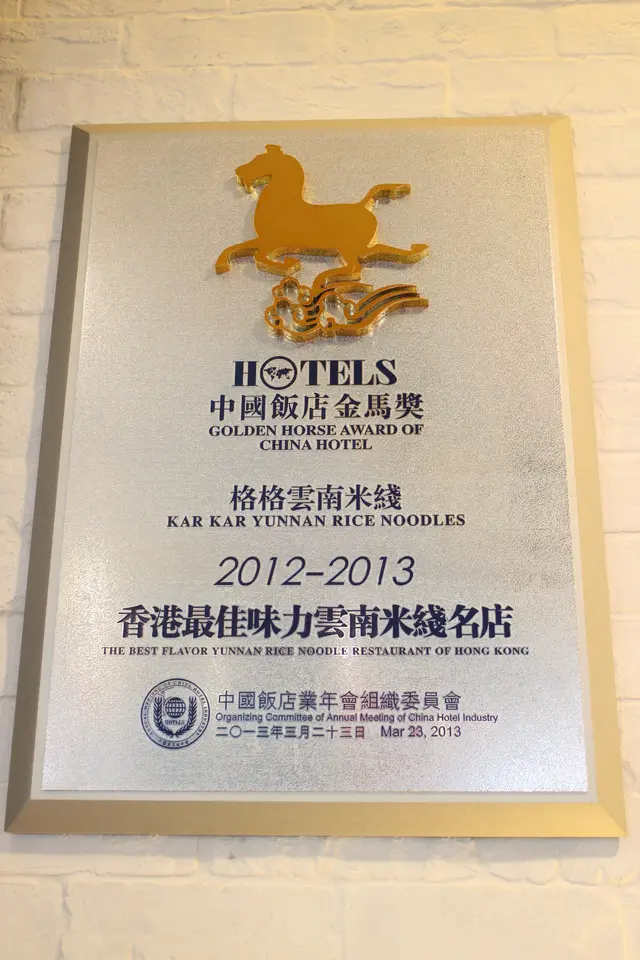 HOTELS
中國飯店金馬獎
GOLDEN HORSE AWARD OF
CHINA HOTEL
格格雲南米綫
KAR KAR YUNNAN RICE NOODLES
2012-2013
香港最佳味力雲南米綫名店
THE BEST FLAVOR YUNNAN RICE NOODLE RESTAURANT OF HONG KONG
中國飯店業年會組織委員會
Organizing Committee of Annual Meeting of China Hotel Industry
二〇一三年三月二十三日 Mar 23, 2013
HOTELS